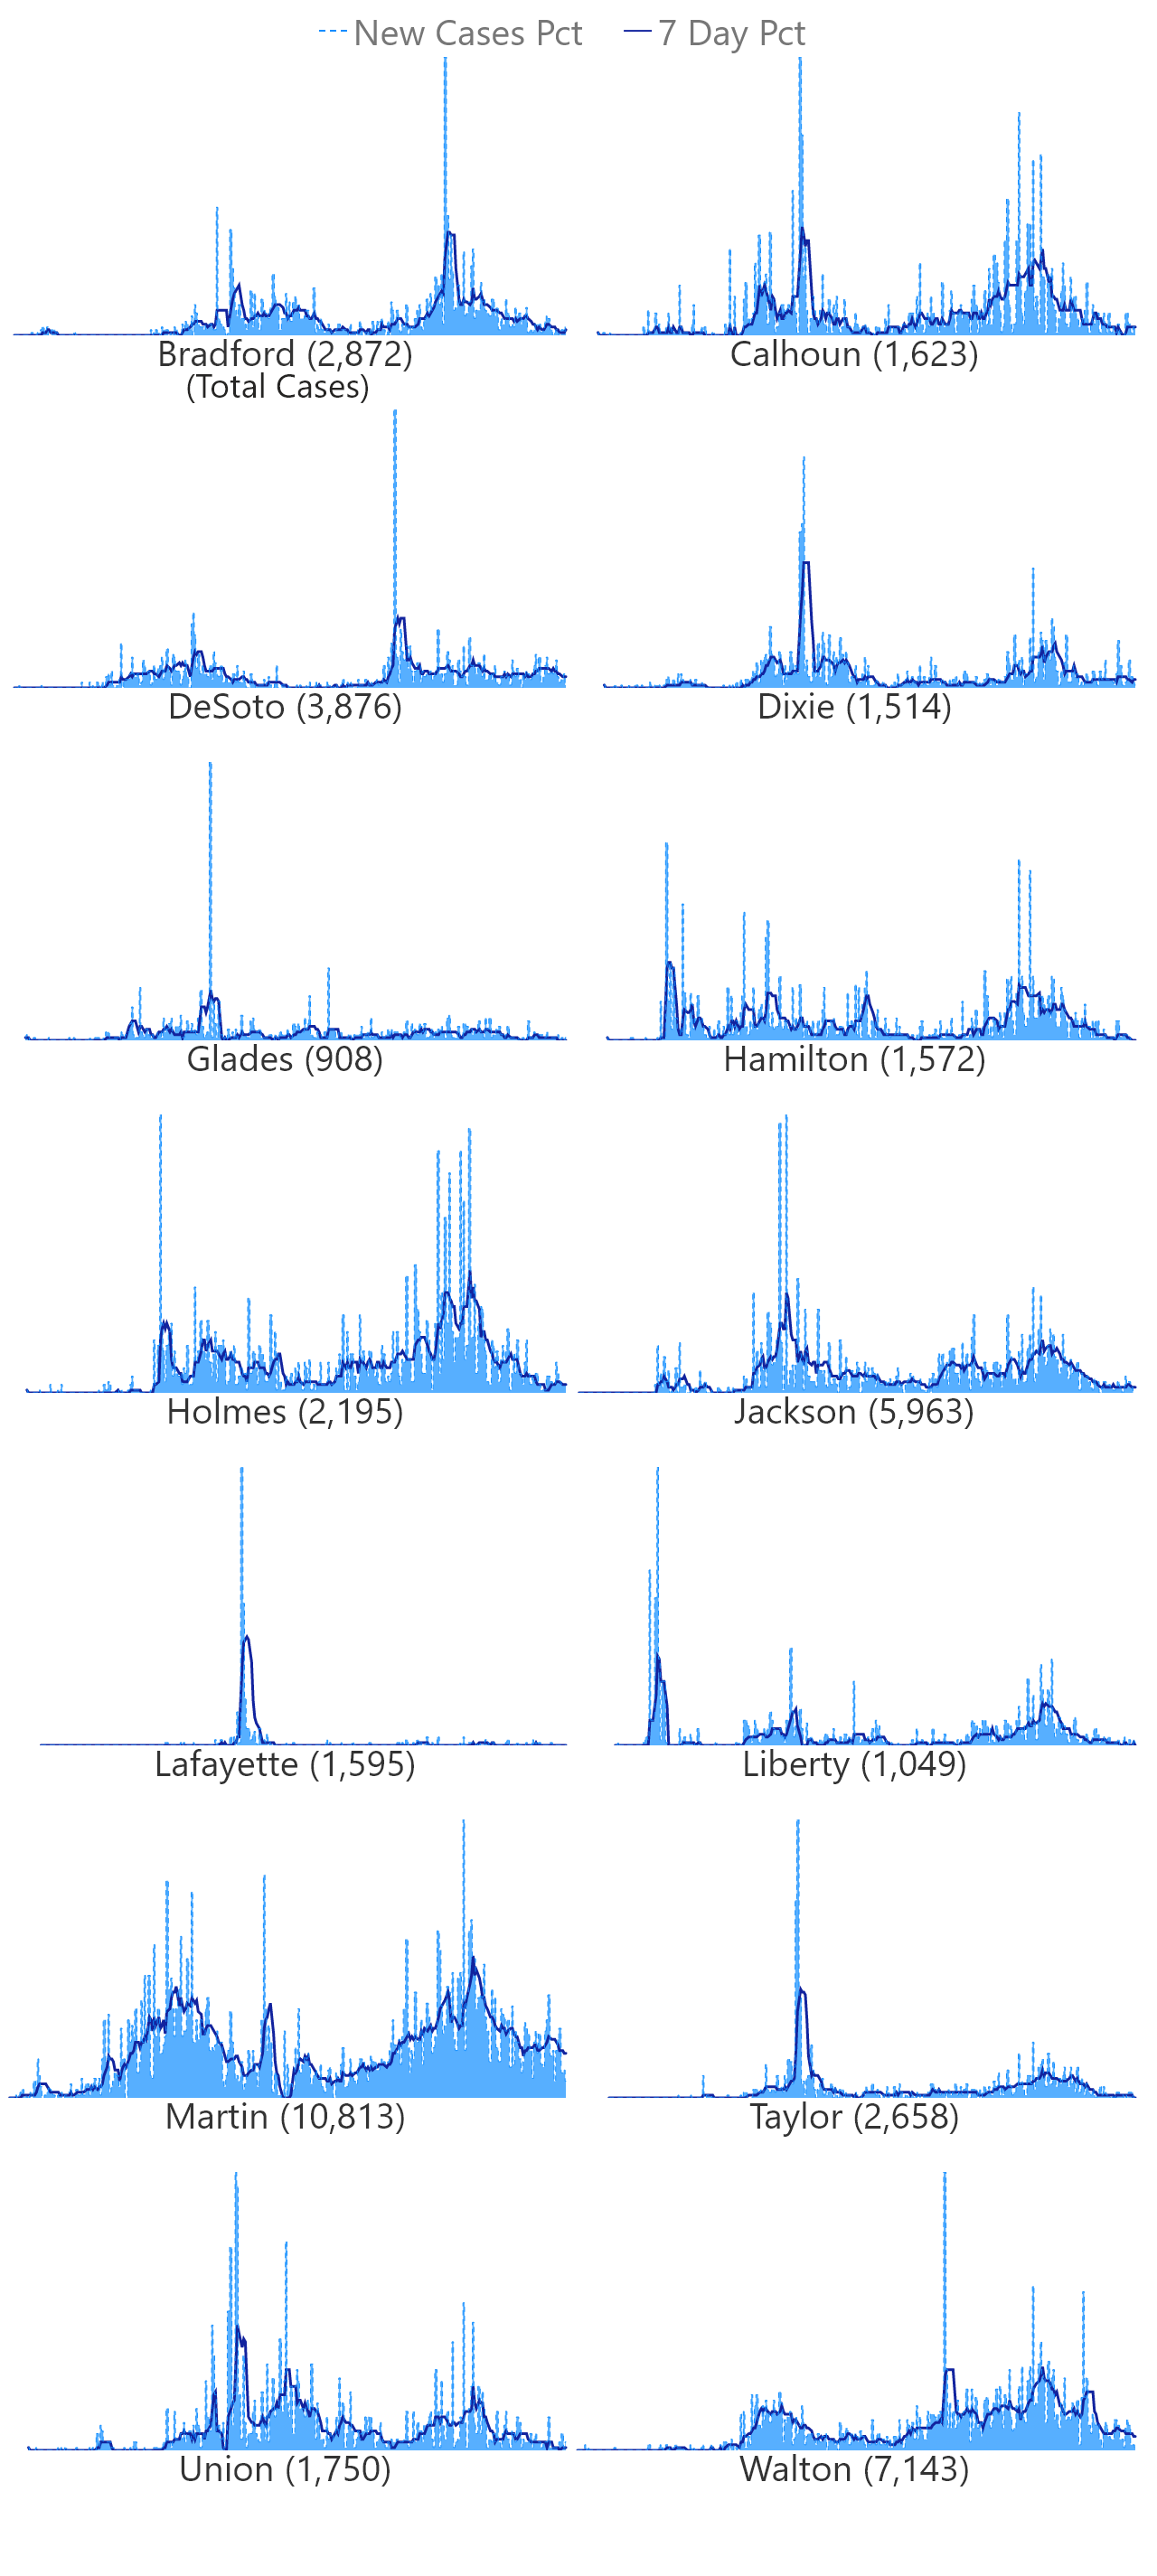 New Cases Pct 7 Day Pct
Bradford (2,872) Calhoun (1,623)
(Total Cases)
DeSoto (3,876) Dixie (1,514)
Glades (908) Hamilton (1,572)
Holmes (2,195) Jackson (5,963)
Lafayette (1,595) Liberty (1,049)
Martin (10,813) Taylor (2,658)
Union (1,750) Walton (7,143)